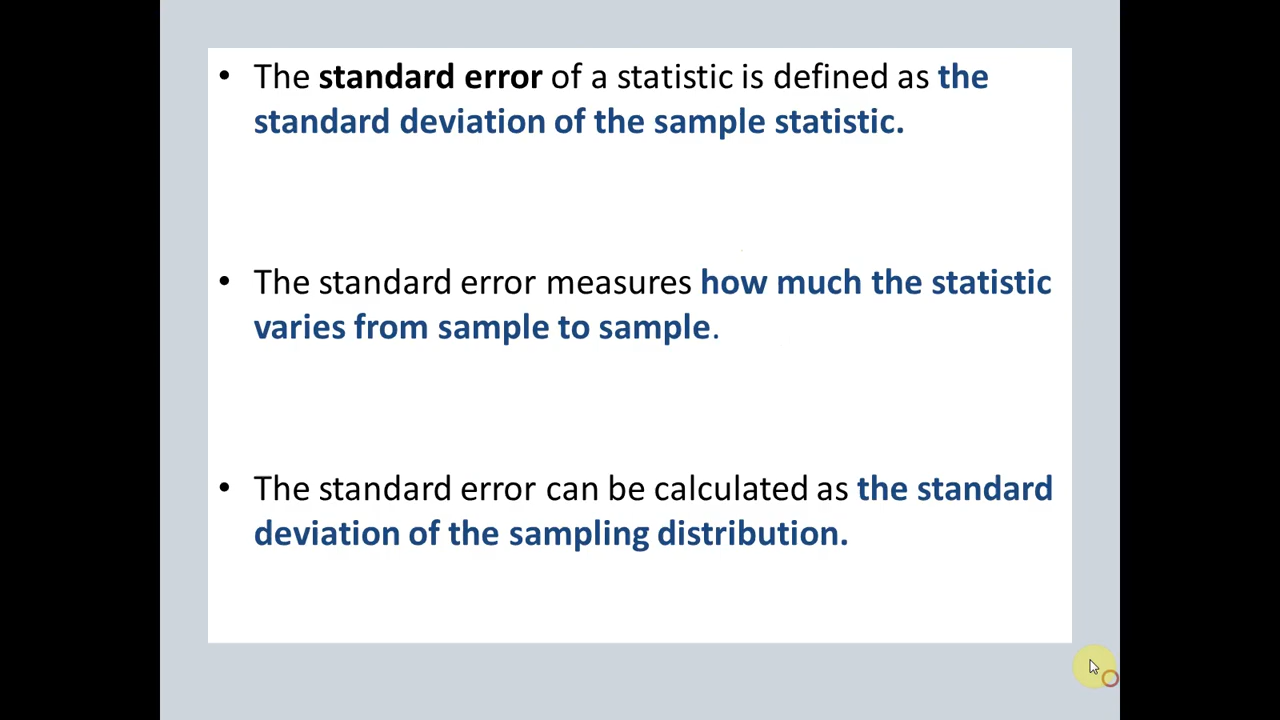 • The standard error of a statistic is defined as the
standard deviation of the sample statistic.
• The standard error measures how much the statistic
varies from sample to sample.
• The standard error can be calculated as the standard
deviation of the sampling distribution.